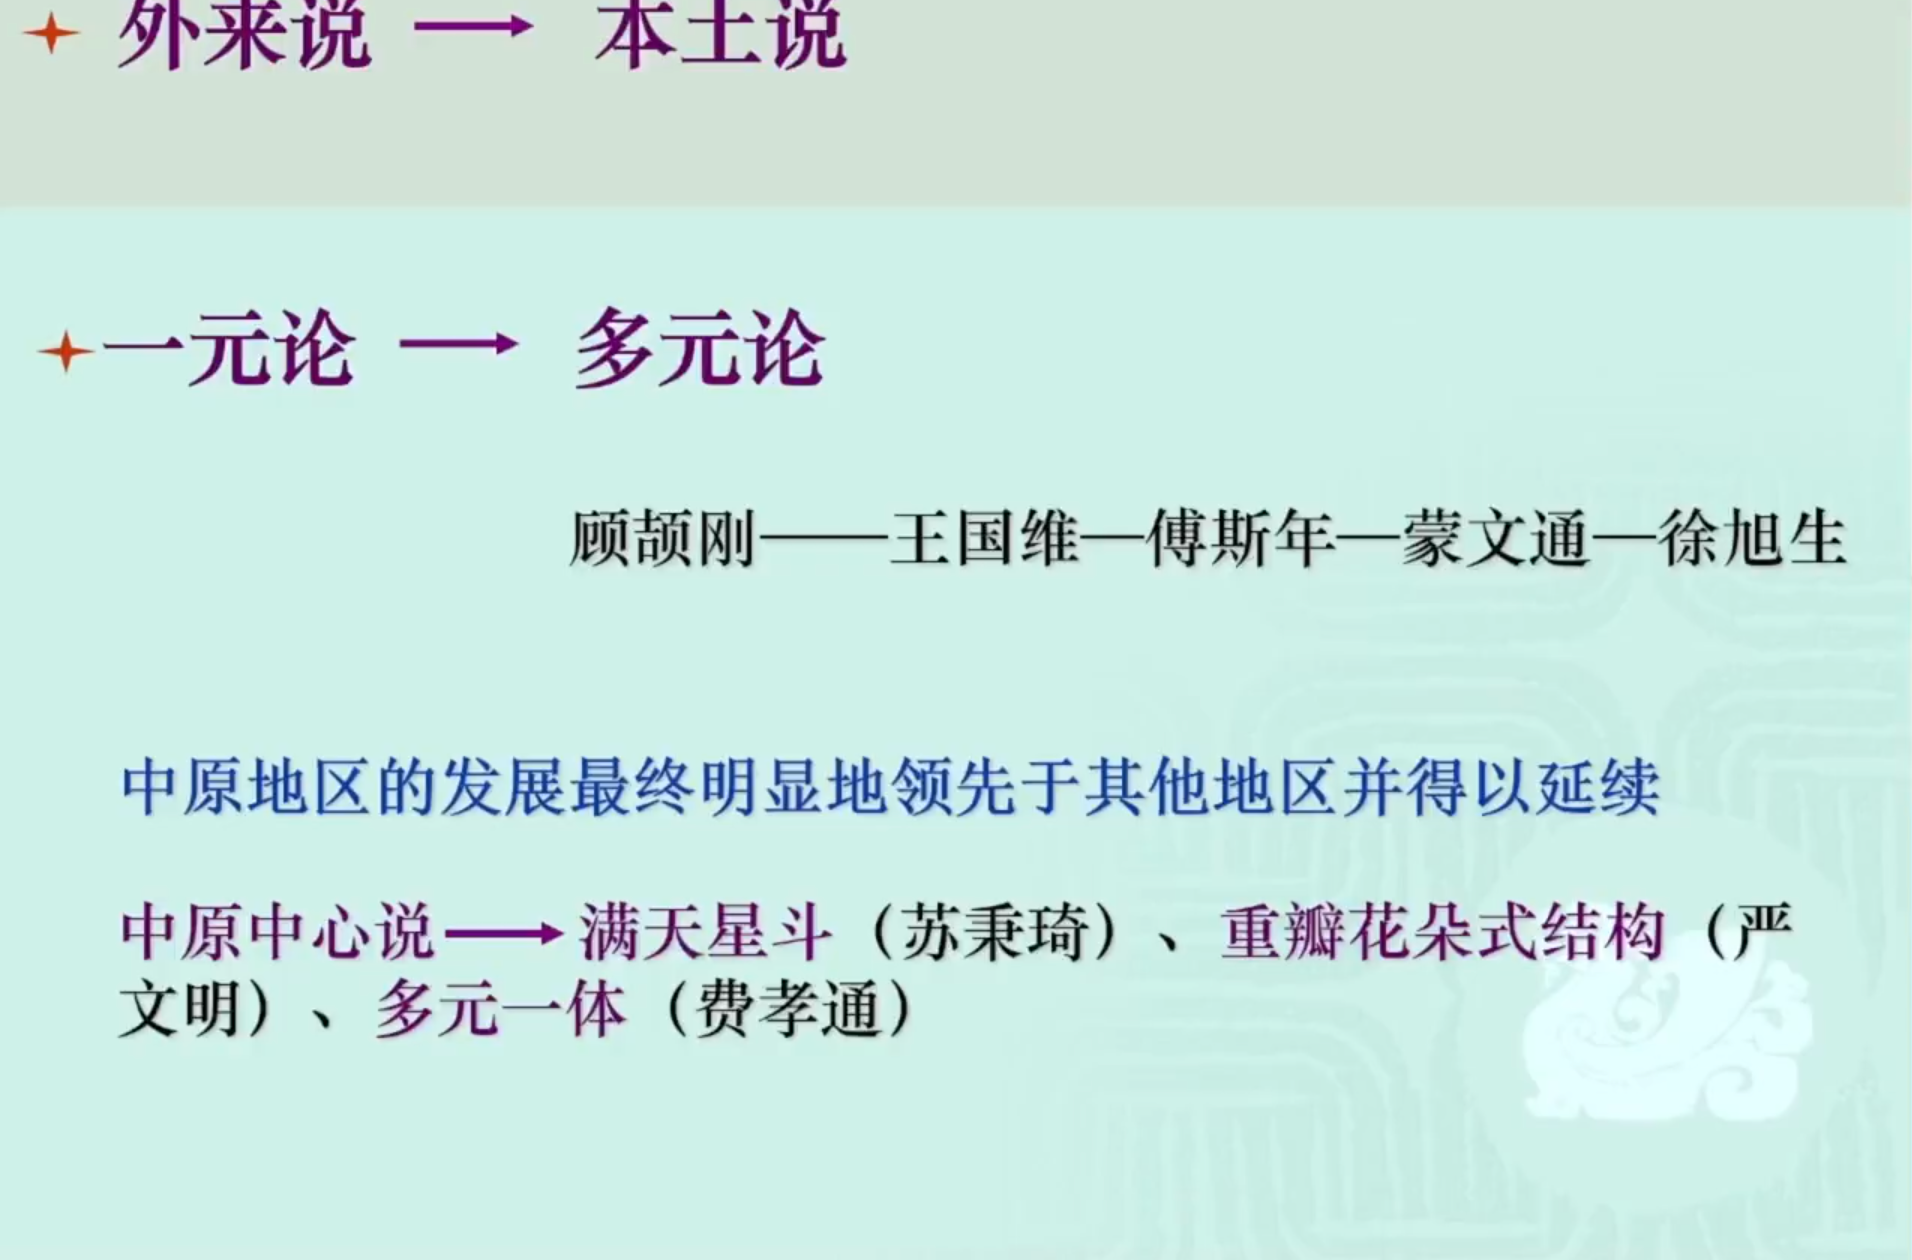 外来说 → 本土说
一元论 → 多元论
顾颉刚——王国维—傅斯年—蒙文通—徐旭生
中原地区的发展最终明显地领先于其他地区并得以延续
中原中心说→满天星斗（苏秉琦）、重瓣花朵式结构（严
文明）、多元一体（费孝通）